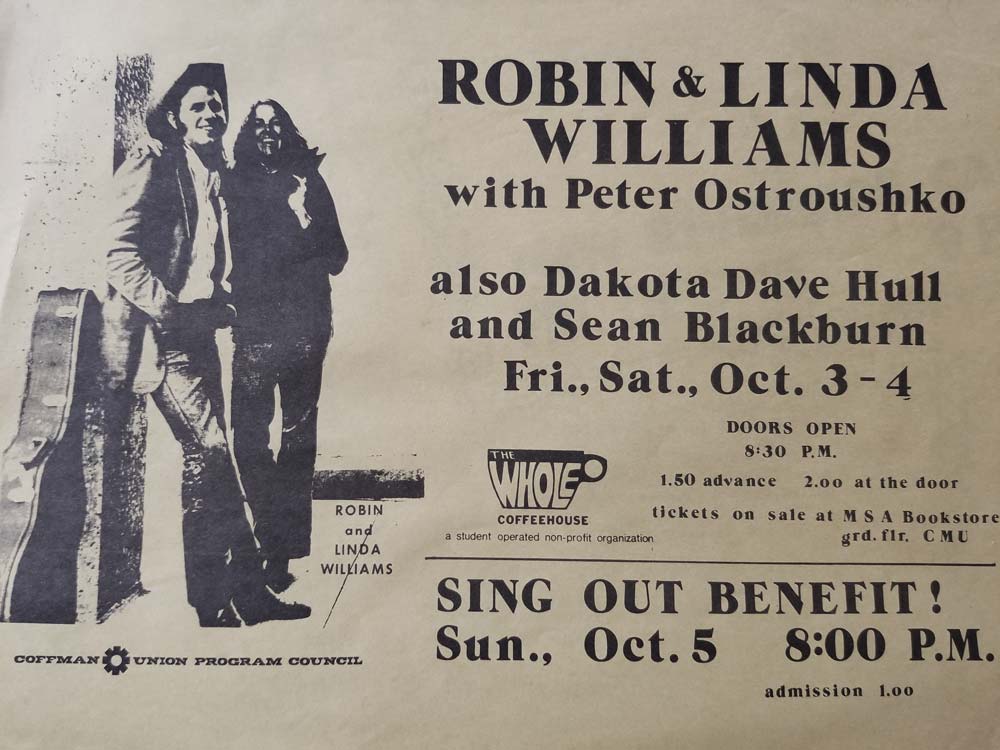 ROBIN & LINDA
WILLIAMS
with Peter Ostroushko
also Dakota Dave Hull
and Sean Blackburn
Fri., Sat., Oct. 3 - 4
DOORS OPEN
8:30 P.M.
1.50 advance 2.00 at the door
tickets on sale at M S A Bookstore
grd. flr. C M U
THE
WHOLE
COFFEEHOUSE
a student operated non-profit organization
ROBIN
and
LINDA
WILLIAMS
COFFMAN UNION PROGRAM COUNCIL
SING OUT BENEFIT!
Sun., Oct. 5 8:00 P.M.
admission 1.00